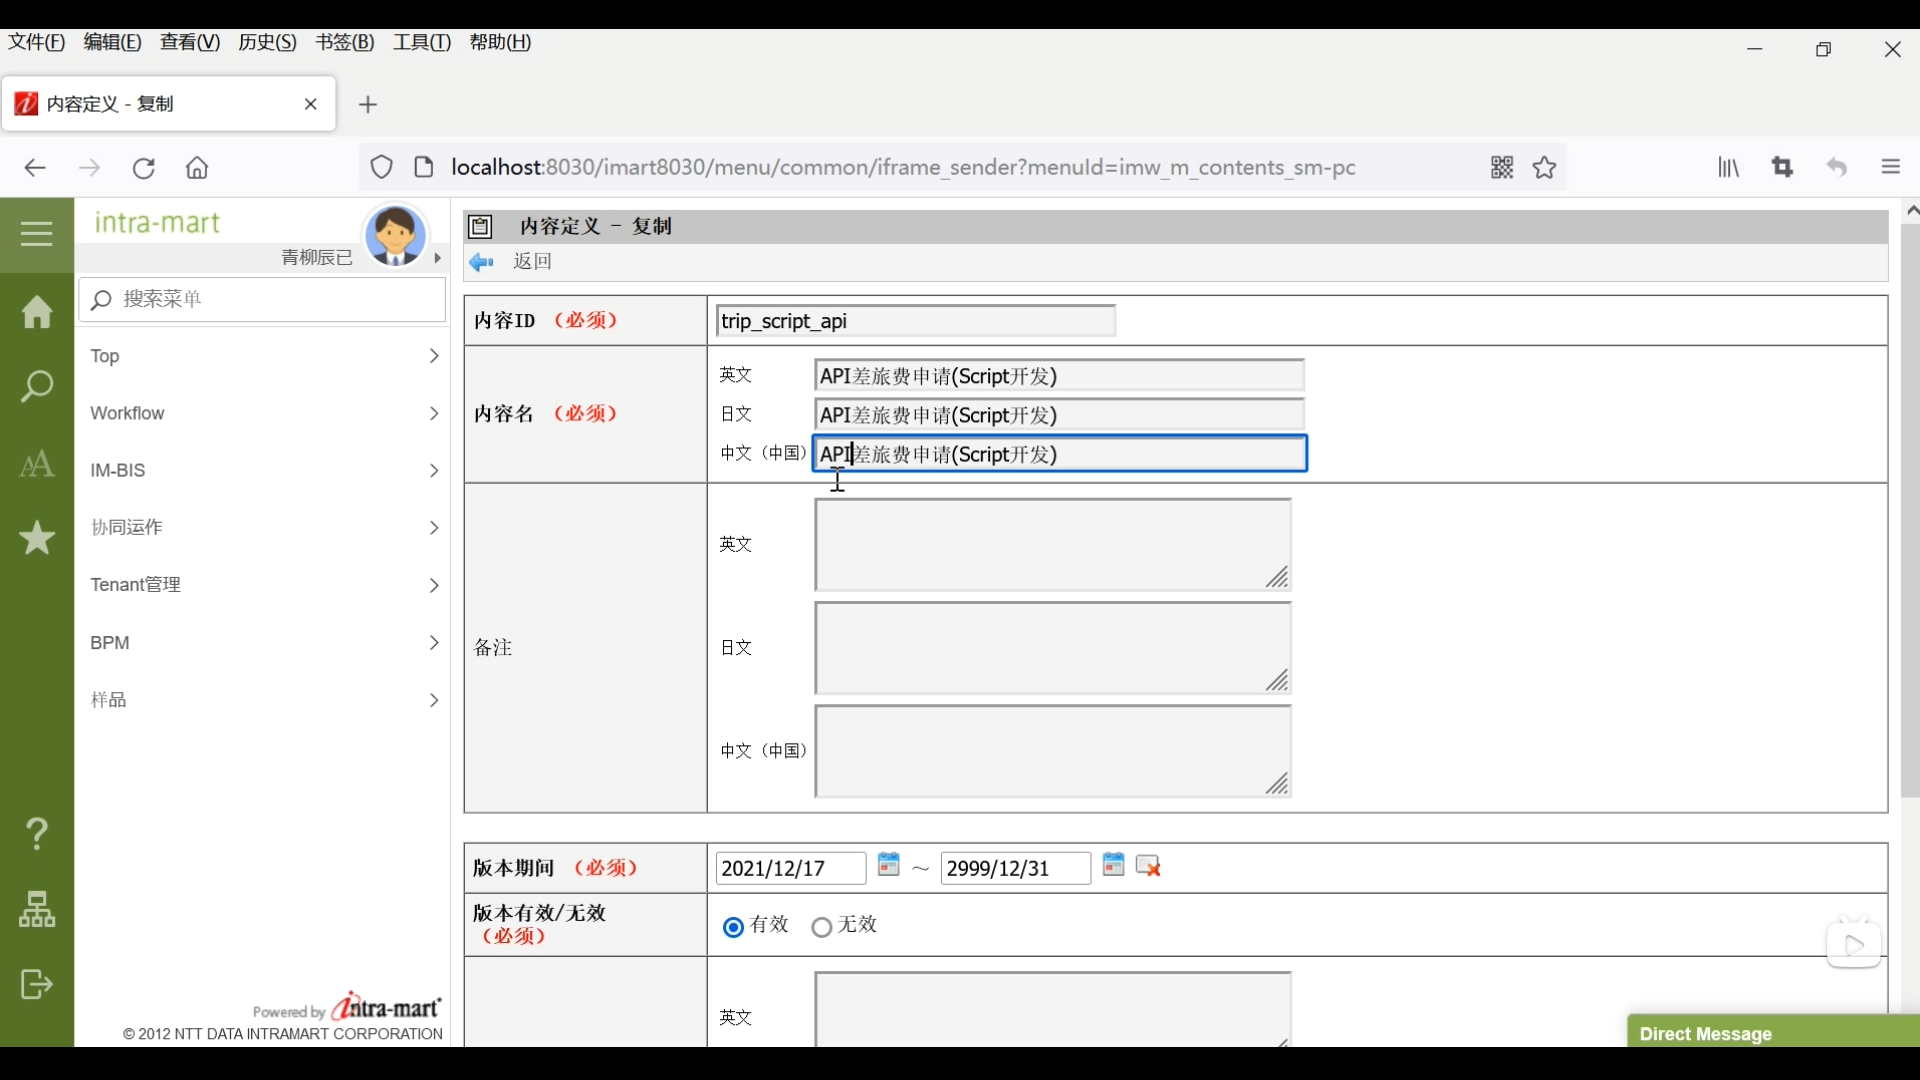 文件(F) 编辑(E) 查看(V) 历史(S) 书签(B) 工具(T) 帮助(H)
内容定义 - 复制
localhost:8030/imart8030/menu/common/iframe_sender?menuId=imw_m_contents_sm-pc
intra-mart
青柳辰已
搜索菜单
Top
Workflow
IM-BIS
协同运作
Tenant管理
BPM
样品
Powered by intra-mart
© 2012 NTT DATA INTRAMART CORPORATION
内容定义 - 复制
返回
内容ID （必须） trip_script_api
内容名 （必须）
英文 API差旅费申请(Script开发)
日文 API差旅费申请(Script开发)
中文（中国） API差旅费申请(Script开发)
备注
英文
日文
中文（中国）
版本期间 （必须） 2021/12/17 ~ 2999/12/31
版本有效/无效
（必须）
有效 无效
英文
Direct Message